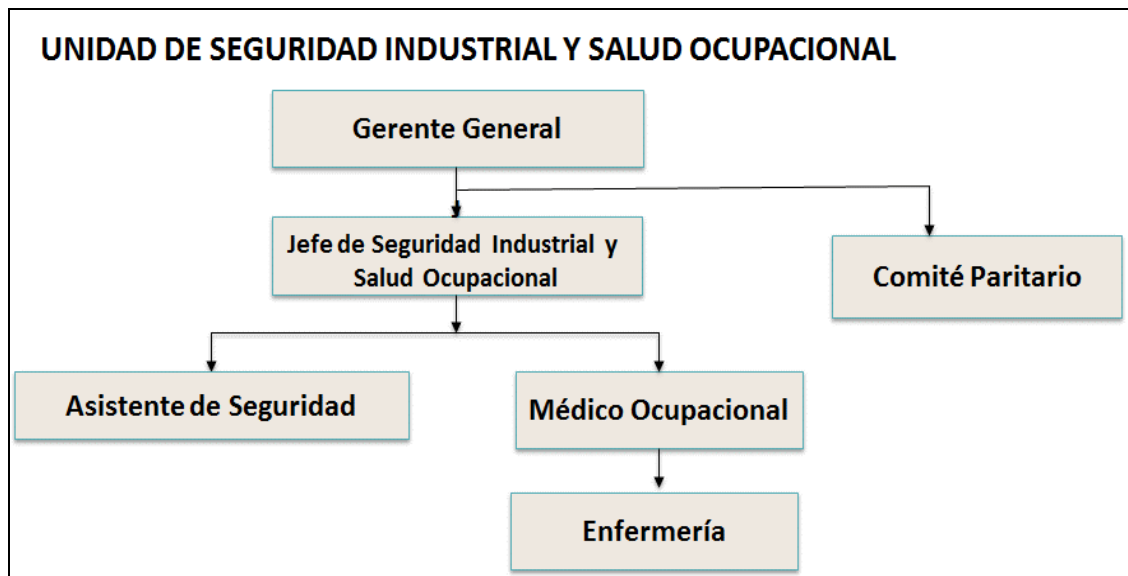 UNIDAD DE SEGURIDAD INDUSTRIAL Y SALUD OCUPACIONAL
Gerente General
Jefe de Seguridad Industrial y
Salud Ocupacional
Comité Paritario
Asistente de Seguridad
Médico Ocupacional
Enfermería